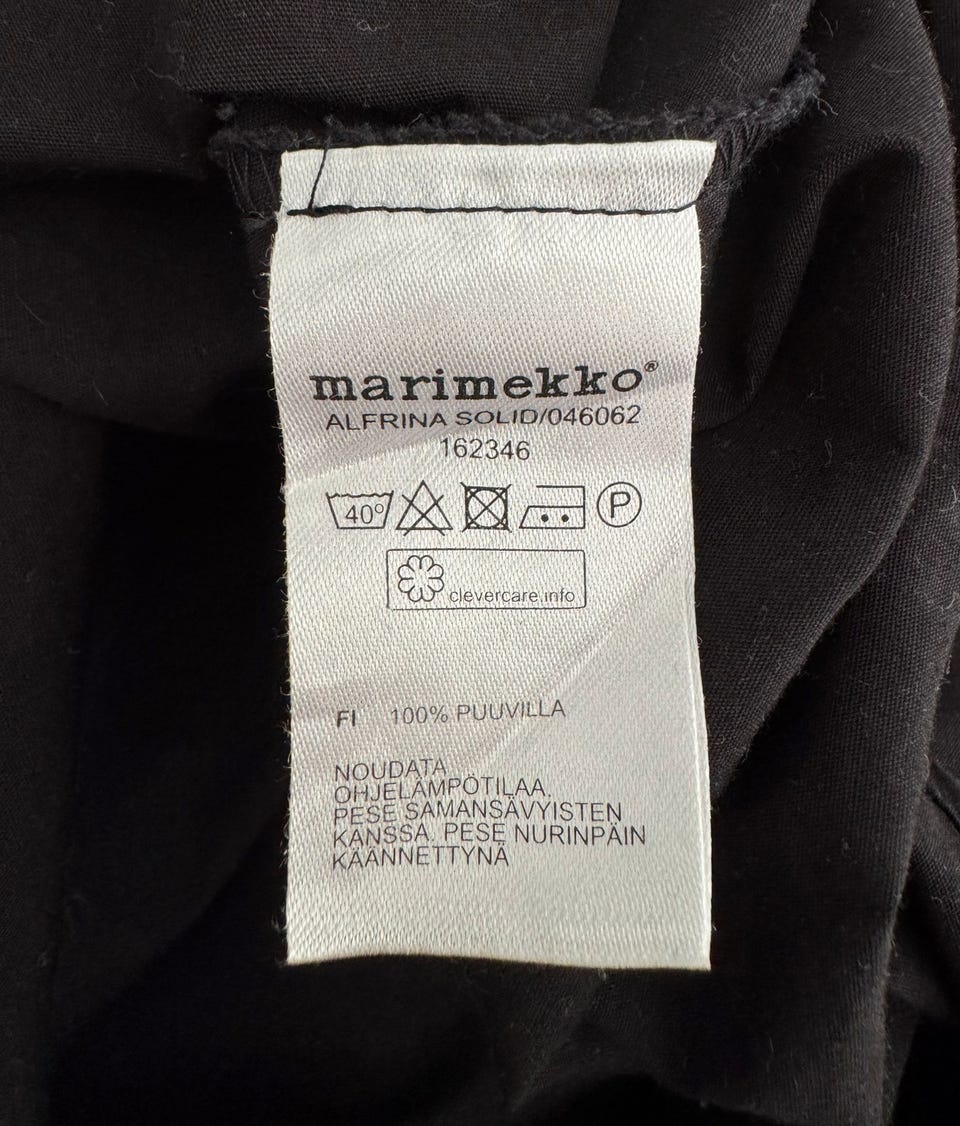 marimekko®
ALFRINA SOLID/046062
162346
40° P
clevercare.info
FI 100% PUUVILLA
NOUDATA
OHJELÄMPÖTILAA.
PESE SAMANSÄVYISTEN
KANSSA. PESE NURINPÄIN
KÄÄNNETTYNÄ